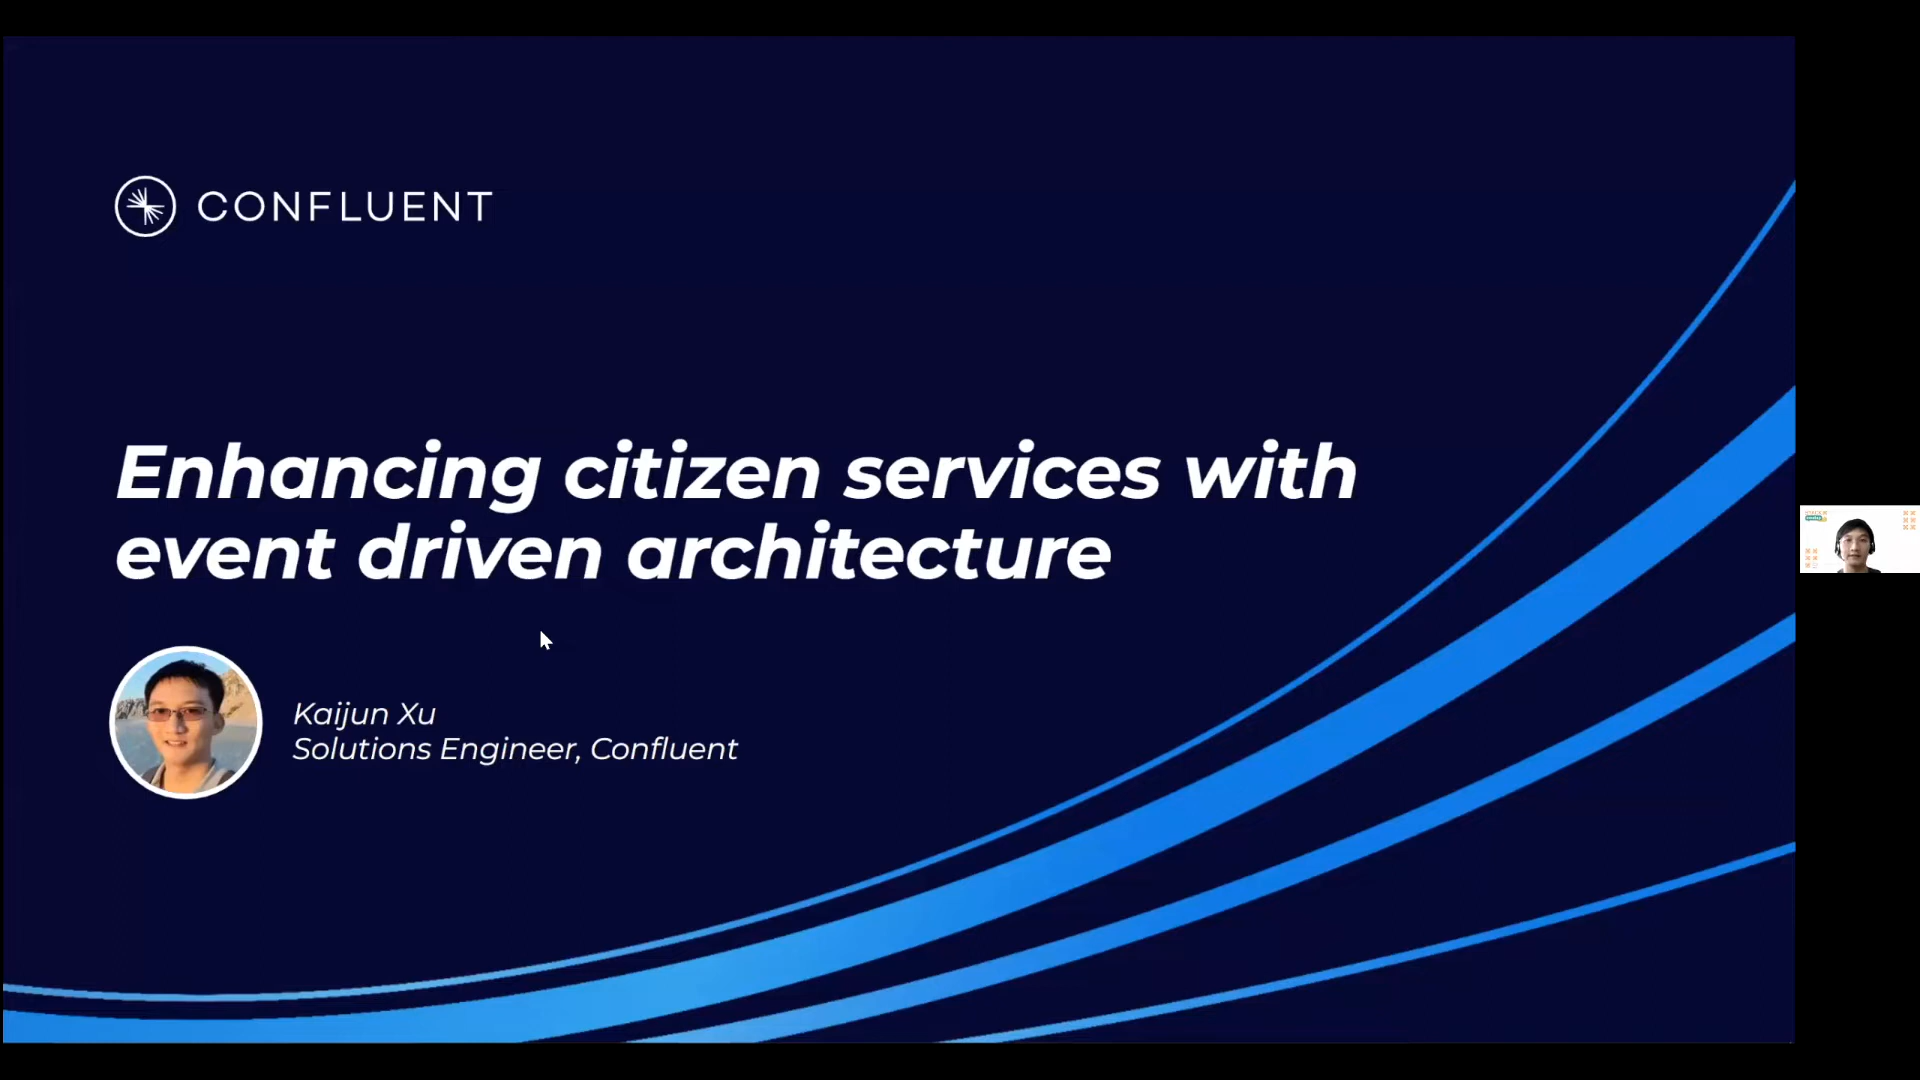 CONFLUENT
Enhancing citizen services with
event driven architecture
Kaijun Xu
Solutions Engineer, Confluent